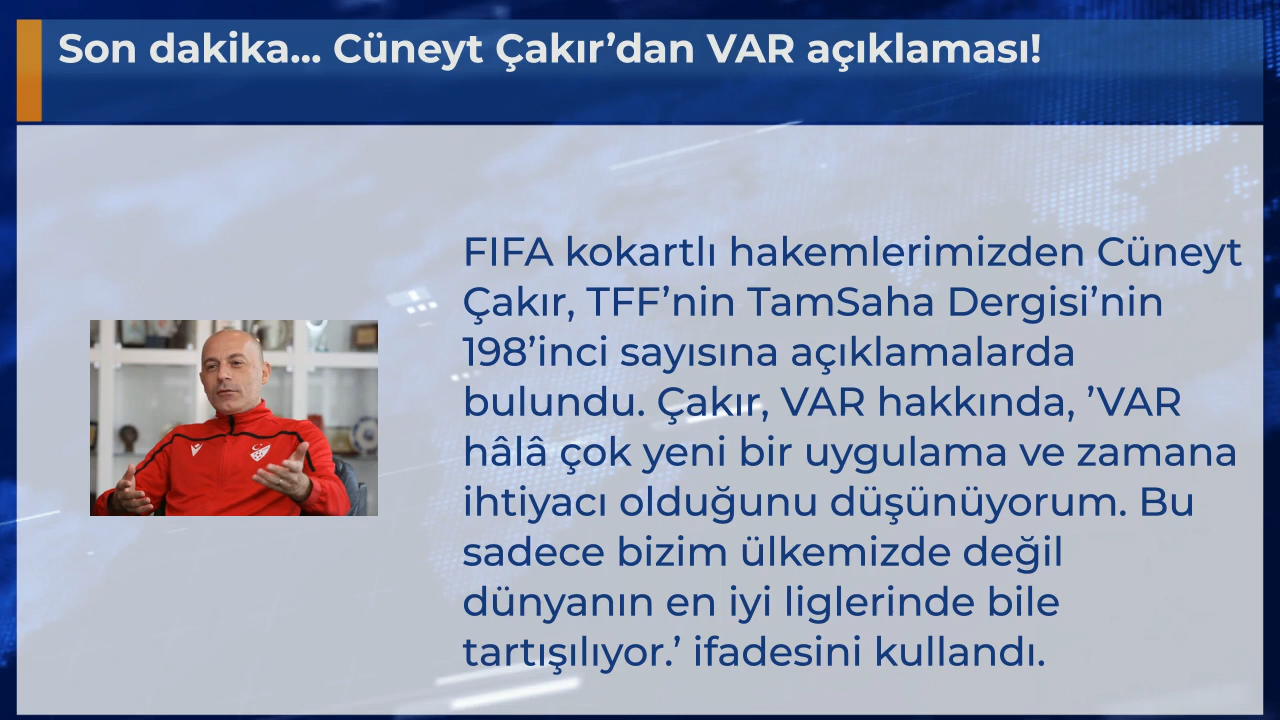 Son dakika... Cüneyt Çakır’dan VAR açıklaması!
FIFA kokartlı hakemlerimizden Cüneyt
Çakır, TFF’nin TamSaha Dergisi’nin
198’inci sayısına açıklamalarda
bulundu. Çakır, VAR hakkında, ’VAR
hâlâ çok yeni bir uygulama ve zamana
ihtiyacı olduğunu düşünüyorum. Bu
sadece bizim ülkemizde değil
dünyanın en iyi liglerinde bile
tartışılıyor.’ ifadesini kullandı.